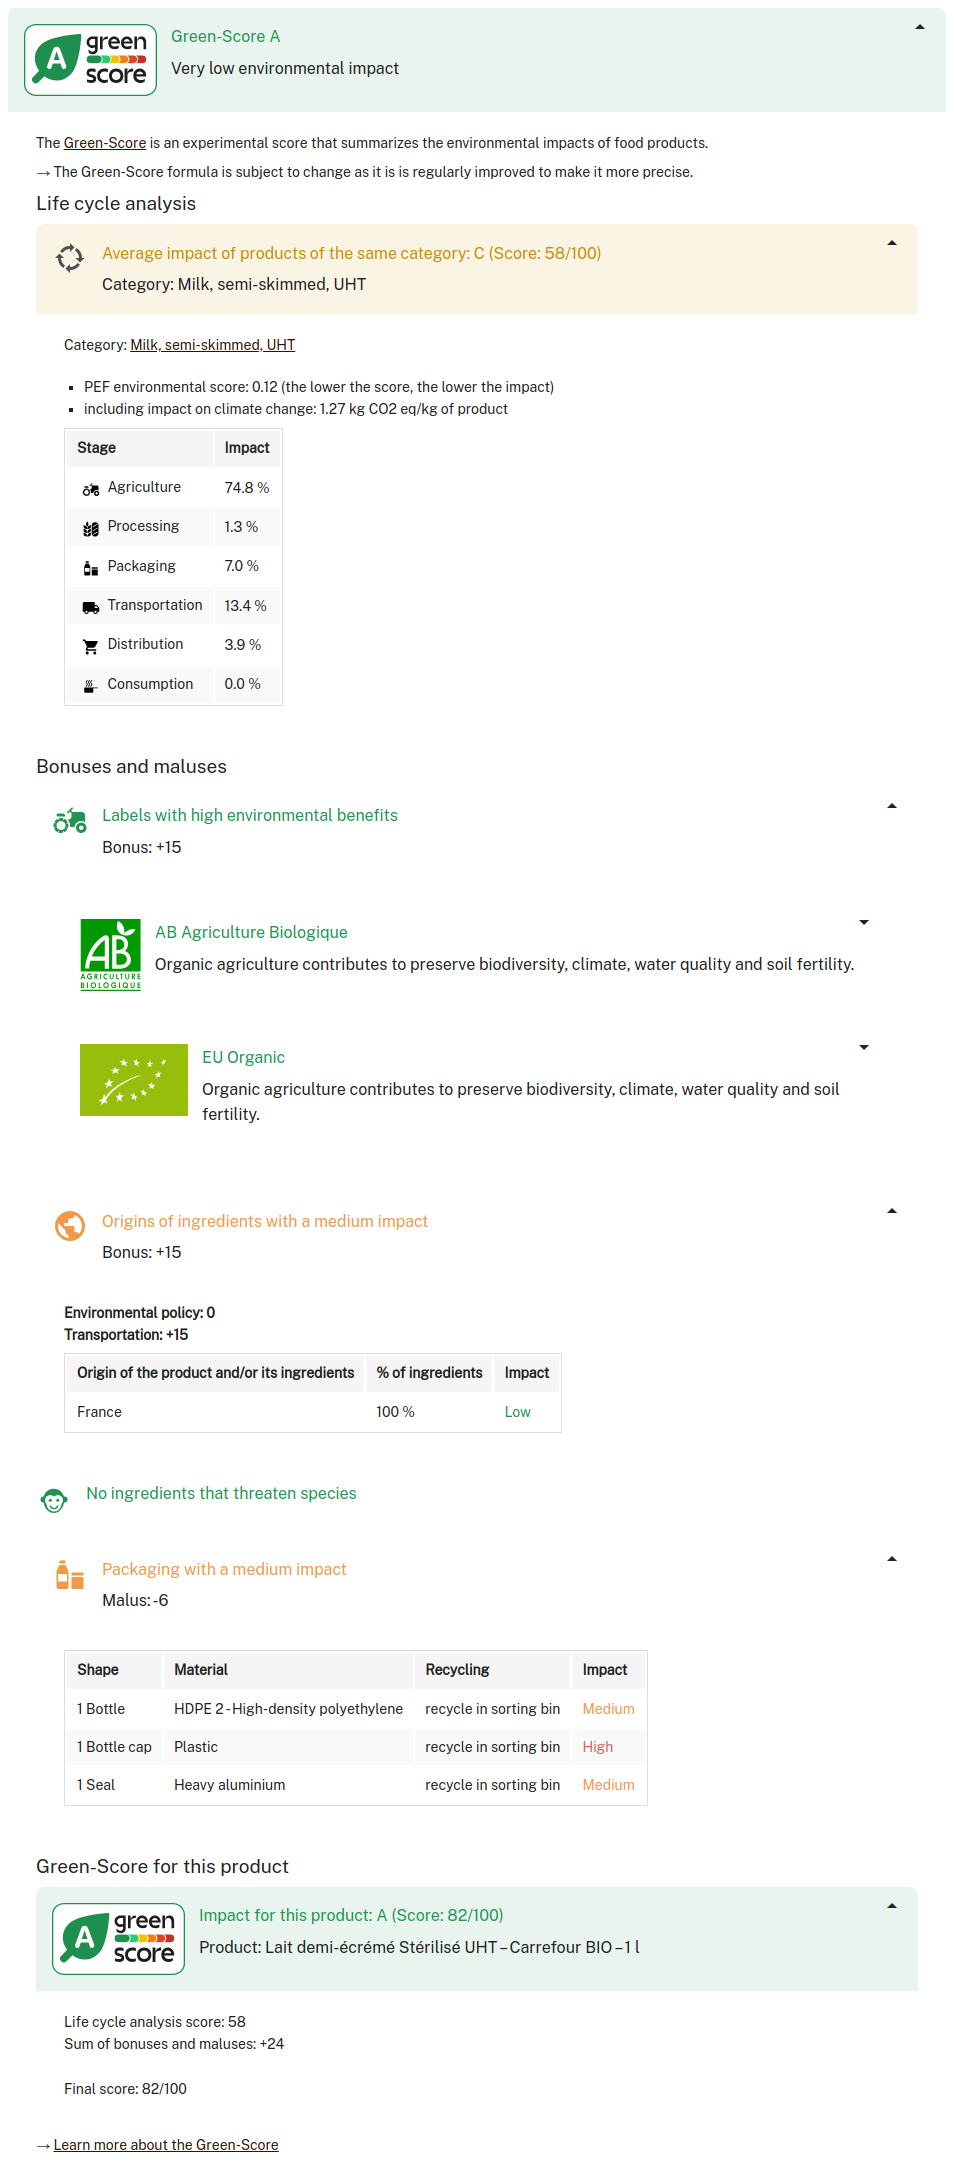 A green score
Green-Score A
Very low environmental impact
The Green-Score is an experimental score that summarizes the environmental impacts of food products.
→ The Green-Score formula is subject to change as it is is regularly improved to make it more precise.
Life cycle analysis
Average impact of products of the same category: C (Score: 58/100)
Category: Milk, semi-skimmed, UHT
Category: Milk, semi-skimmed, UHT
PEF environmental score: 0.12 (the lower the score, the lower the impact)
including impact on climate change: 1.27 kg CO2 eq/kg of product
Stage Impact
Agriculture 74.8 %
Processing 1.3 %
Packaging 7.0 %
Transportation 13.4 %
Distribution 3.9 %
Consumption 0.0 %
Bonuses and maluses
Labels with high environmental benefits
Bonus: +15
AB AGRICULTURE BIOLOGIQUE
AB Agriculture Biologique
Organic agriculture contributes to preserve biodiversity, climate, water quality and soil fertility.
EU Organic
Organic agriculture contributes to preserve biodiversity, climate, water quality and soil
fertility.
Origins of ingredients with a medium impact
Bonus: +15
Environmental policy: 0
Transportation: +15
Origin of the product and/or its ingredients % of ingredients Impact
France 100 % Low
No ingredients that threaten species
Packaging with a medium impact
Malus: -6
Shape Material Recycling Impact
1 Bottle HDPE 2 - High-density polyethylene recycle in sorting bin Medium
1 Bottle cap Plastic recycle in sorting bin High
1 Seal Heavy aluminium recycle in sorting bin Medium
Green-Score for this product
A green score
Impact for this product: A (Score: 82/100)
Product: Lait demi-écrémé Stérilisé UHT – Carrefour BIO – 1 l
Life cycle analysis score: 58
Sum of bonuses and maluses: +24
Final score: 82/100
→ Learn more about the Green-Score